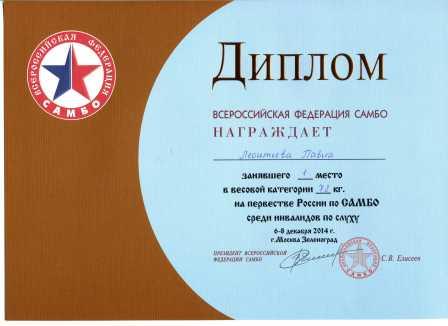 ВСЕРОССИЙСКАЯ ФЕДЕРАЦИЯ
САМБО
Диплом
ВСЕРОССИЙСКАЯ ФЕДЕРАЦИЯ САМБО
НАГРАЖДАЕТ
Леонтьева Павла
занявшего 1 место
в весовой категории кг.
на первестве России по САМБО
среди инвалидов по слуху
6-8 декабря 2014 г.
г.Москва Зеленоград
ПРЕЗИДЕНТ ВСЕРОССИЙСКОЙ
ФЕДЕРАЦИИ САМБО
С.В. Елисеев